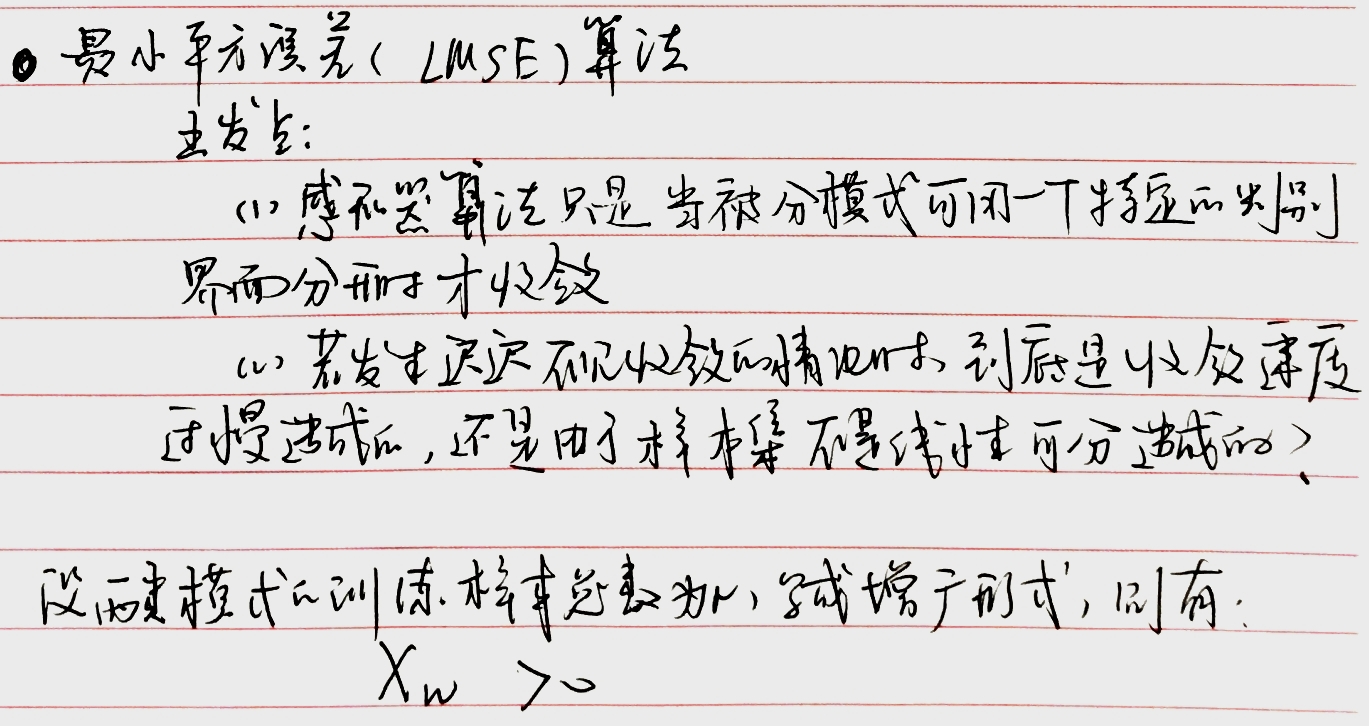 最小平方误差(LMSE)算法
出发点:
(1) 感知器算法只是当被分模式可用一个特定的判别
界面分开时才收敛
(2) 若发生迟迟不见收敛的情况时、到底是收敛速度
过慢造成的,还是由于样本集不是线性可分造成的?
设两类模式的训练样本总数为N,写成增广形式,则有:
Xw >0